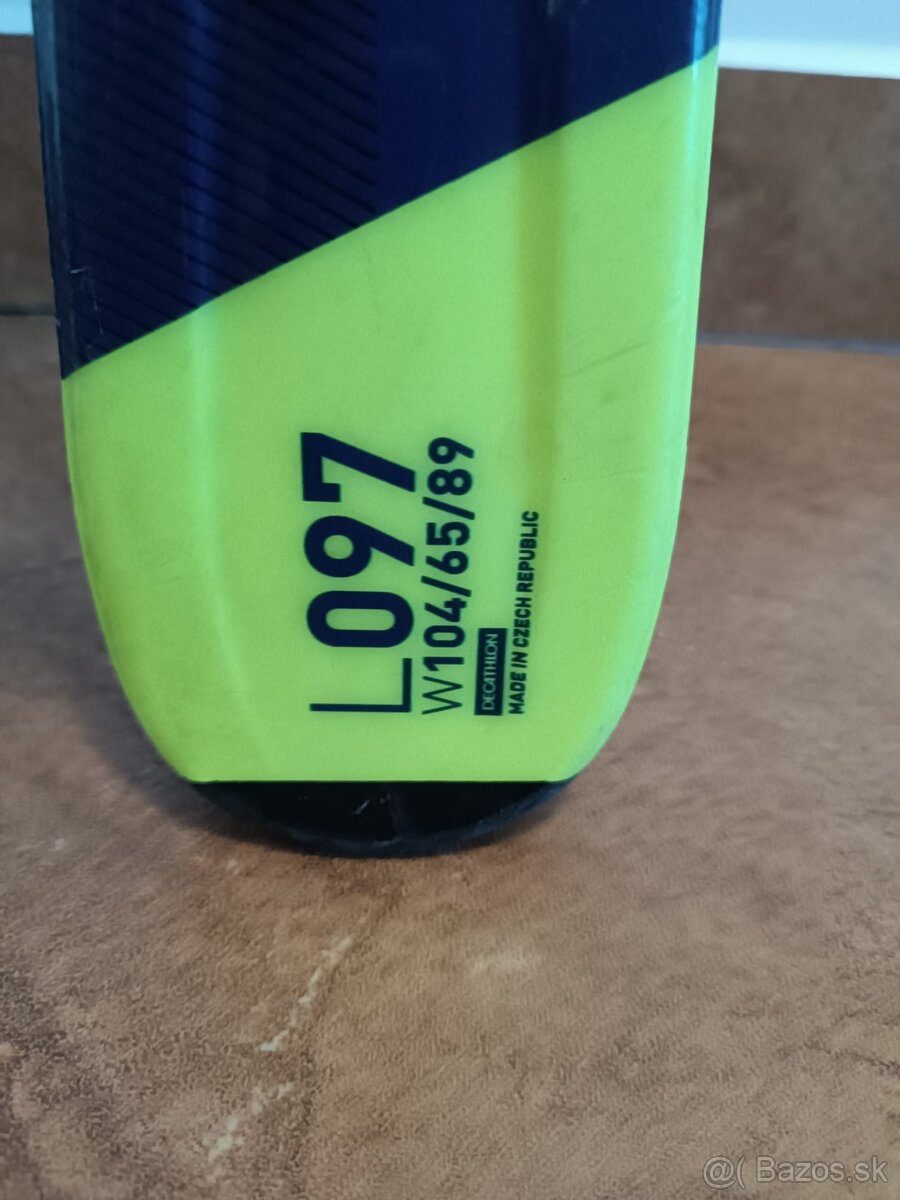 L097
W104/65/89
DECATHLON
MADE IN CZECH REPUBLIC
@( Bazos.sk